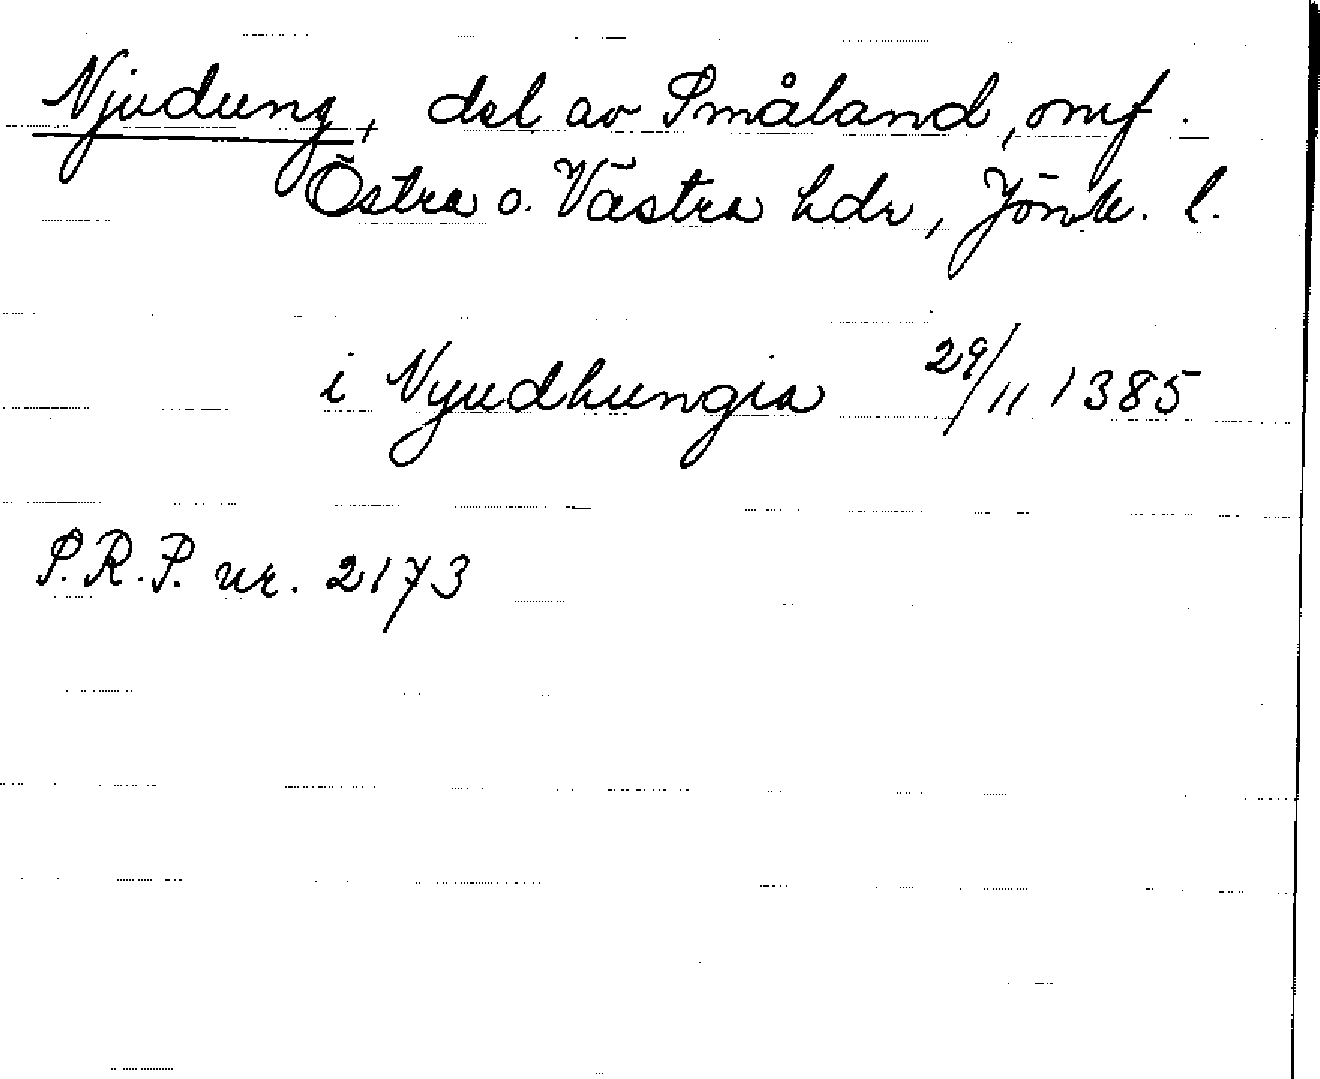 Njudung, del av Småland, omf.
Östra o. Västra hdr, Jönk. l.
i Nyudhungia 29/11 1385
S.R.P. nr. 2173